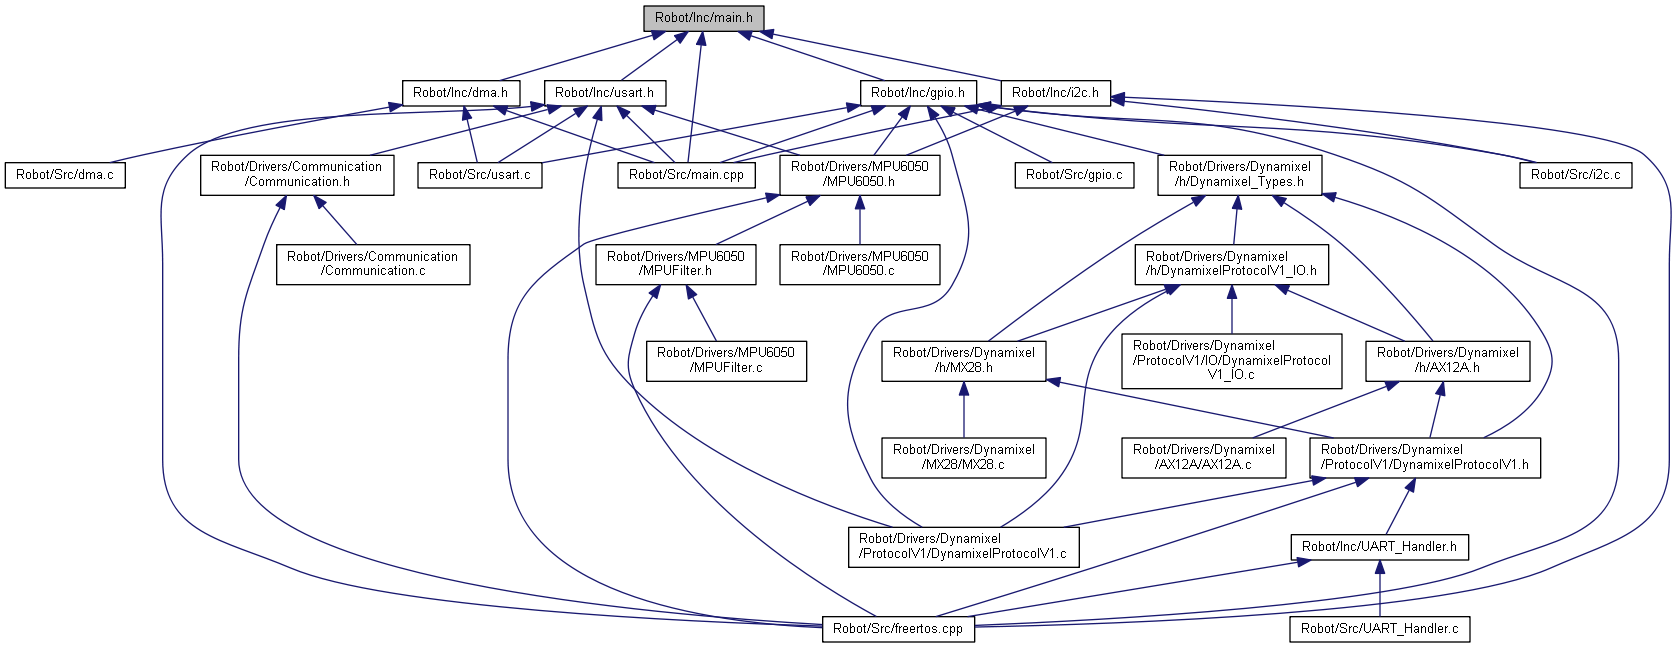 Robot/Inc/main.h
Robot/Inc/dma.h
Robot/Inc/usart.h
Robot/Inc/gpio.h
Robot/Inc/i2c.h
Robot/Src/dma.c
Robot/Drivers/Communication
/Communication.h
Robot/Src/usart.c
Robot/Src/main.cpp
Robot/Drivers/MPU6050
/MPU6050.h
Robot/Src/gpio.c
Robot/Drivers/Dynamixel
/h/Dynamixel_Types.h
Robot/Src/i2c.c
Robot/Drivers/Communication
/Communication.c
Robot/Drivers/MPU6050
/MPUFilter.h
Robot/Drivers/MPU6050
/MPU6050.c
Robot/Drivers/Dynamixel
/h/DynamixelProtocolV1_IO.h
Robot/Drivers/MPU6050
/MPUFilter.c
Robot/Drivers/Dynamixel
/h/MX28.h
Robot/Drivers/Dynamixel
/ProtocolV1/IO/DynamixelProtocol
V1_IO.c
Robot/Drivers/Dynamixel
/h/AX12A.h
Robot/Drivers/Dynamixel
/MX28/MX28.c
Robot/Drivers/Dynamixel
/AX12A/AX12A.c
Robot/Drivers/Dynamixel
/ProtocolV1/DynamixelProtocolV1.h
Robot/Drivers/Dynamixel
/ProtocolV1/DynamixelProtocolV1.c
Robot/Inc/UART_Handler.h
Robot/Src/freertos.cpp
Robot/Src/UART_Handler.c